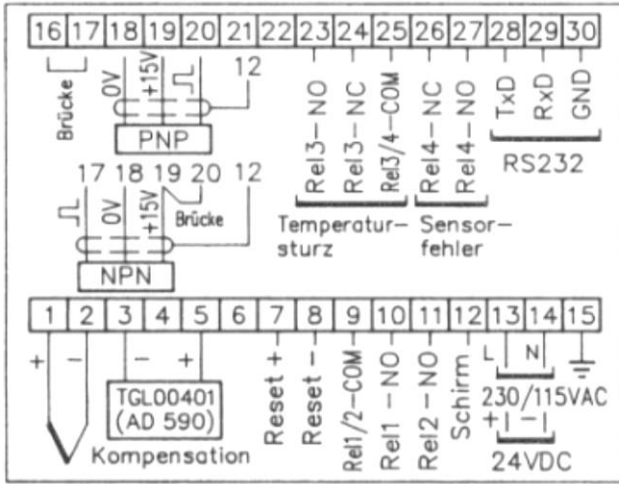 16 17 18 19 20 21 22 23 24 25 26 27 28 29 30
Brücke
0V
+15V
12
PNP
Rel3-NO
Rel3-NC
Rel3/4-COM
Rel4-NC
Rel4-NO
TxD
RxD
GND
RS232
Temperatur-
sturz
Sensor-
fehler
17 18 19 20 12
0V
+15V
Brücke
NPN
1 2 3 4 5 6 7 8 9 10 11 12 13 14 15
+ - - +
TGL00401
(AD 590)
Kompensation
Reset +
Reset -
Rel1/2-COM
Rel1 - NO
Rel2 - NO
Schirm
L N
230/115VAC
+ -
24VDC